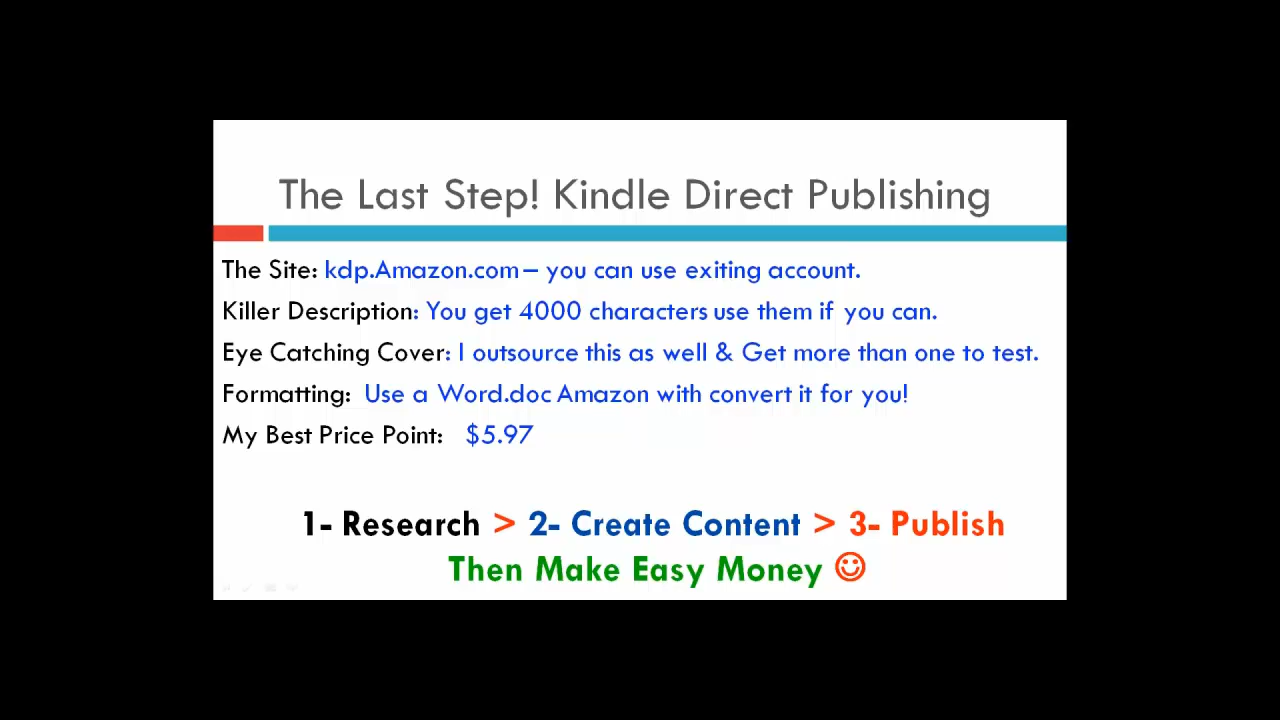 The Last Step! Kindle Direct Publishing
The Site: kdp.Amazon.com – you can use exiting account.
Killer Description: You get 4000 characters use them if you can.
Eye Catching Cover: I outsource this as well & Get more than one to test.
Formatting: Use a Word.doc Amazon with convert it for you!
My Best Price Point: $5.97
1- Research > 2- Create Content > 3- Publish
Then Make Easy Money ☺